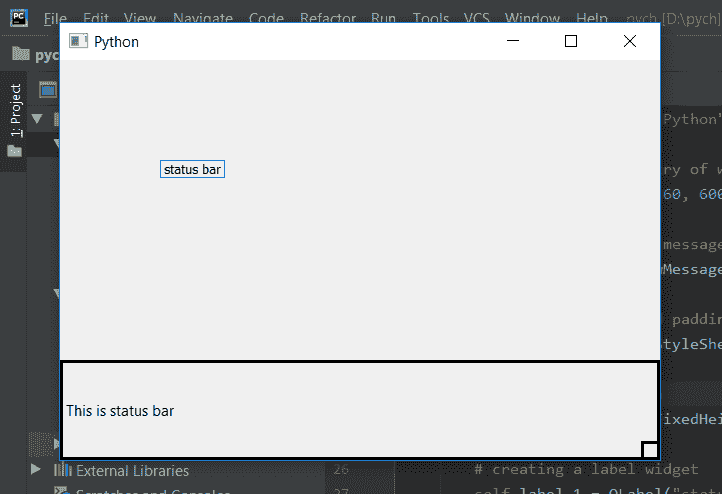 PC File Edit View Navigate Code Refactor Run Tools VCS Window Help pych [D:\pych]
pyc
Python
1: Project
Python"
status bar
ry of w
60, 600
message
Message
paddin
tyleShe
ixedHei
This is status bar
External Libraries
26
# creating a label widget
Scratches and Consoles
27
self.label_1 = QLabel("statu